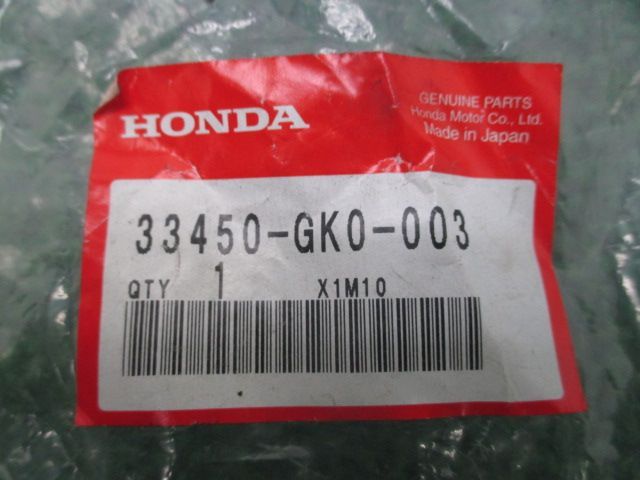 HONDA
GENUINE PARTS
Honda Motor Co., Ltd.
Made in Japan
33450-GK0-003
QTY 1 X1M10